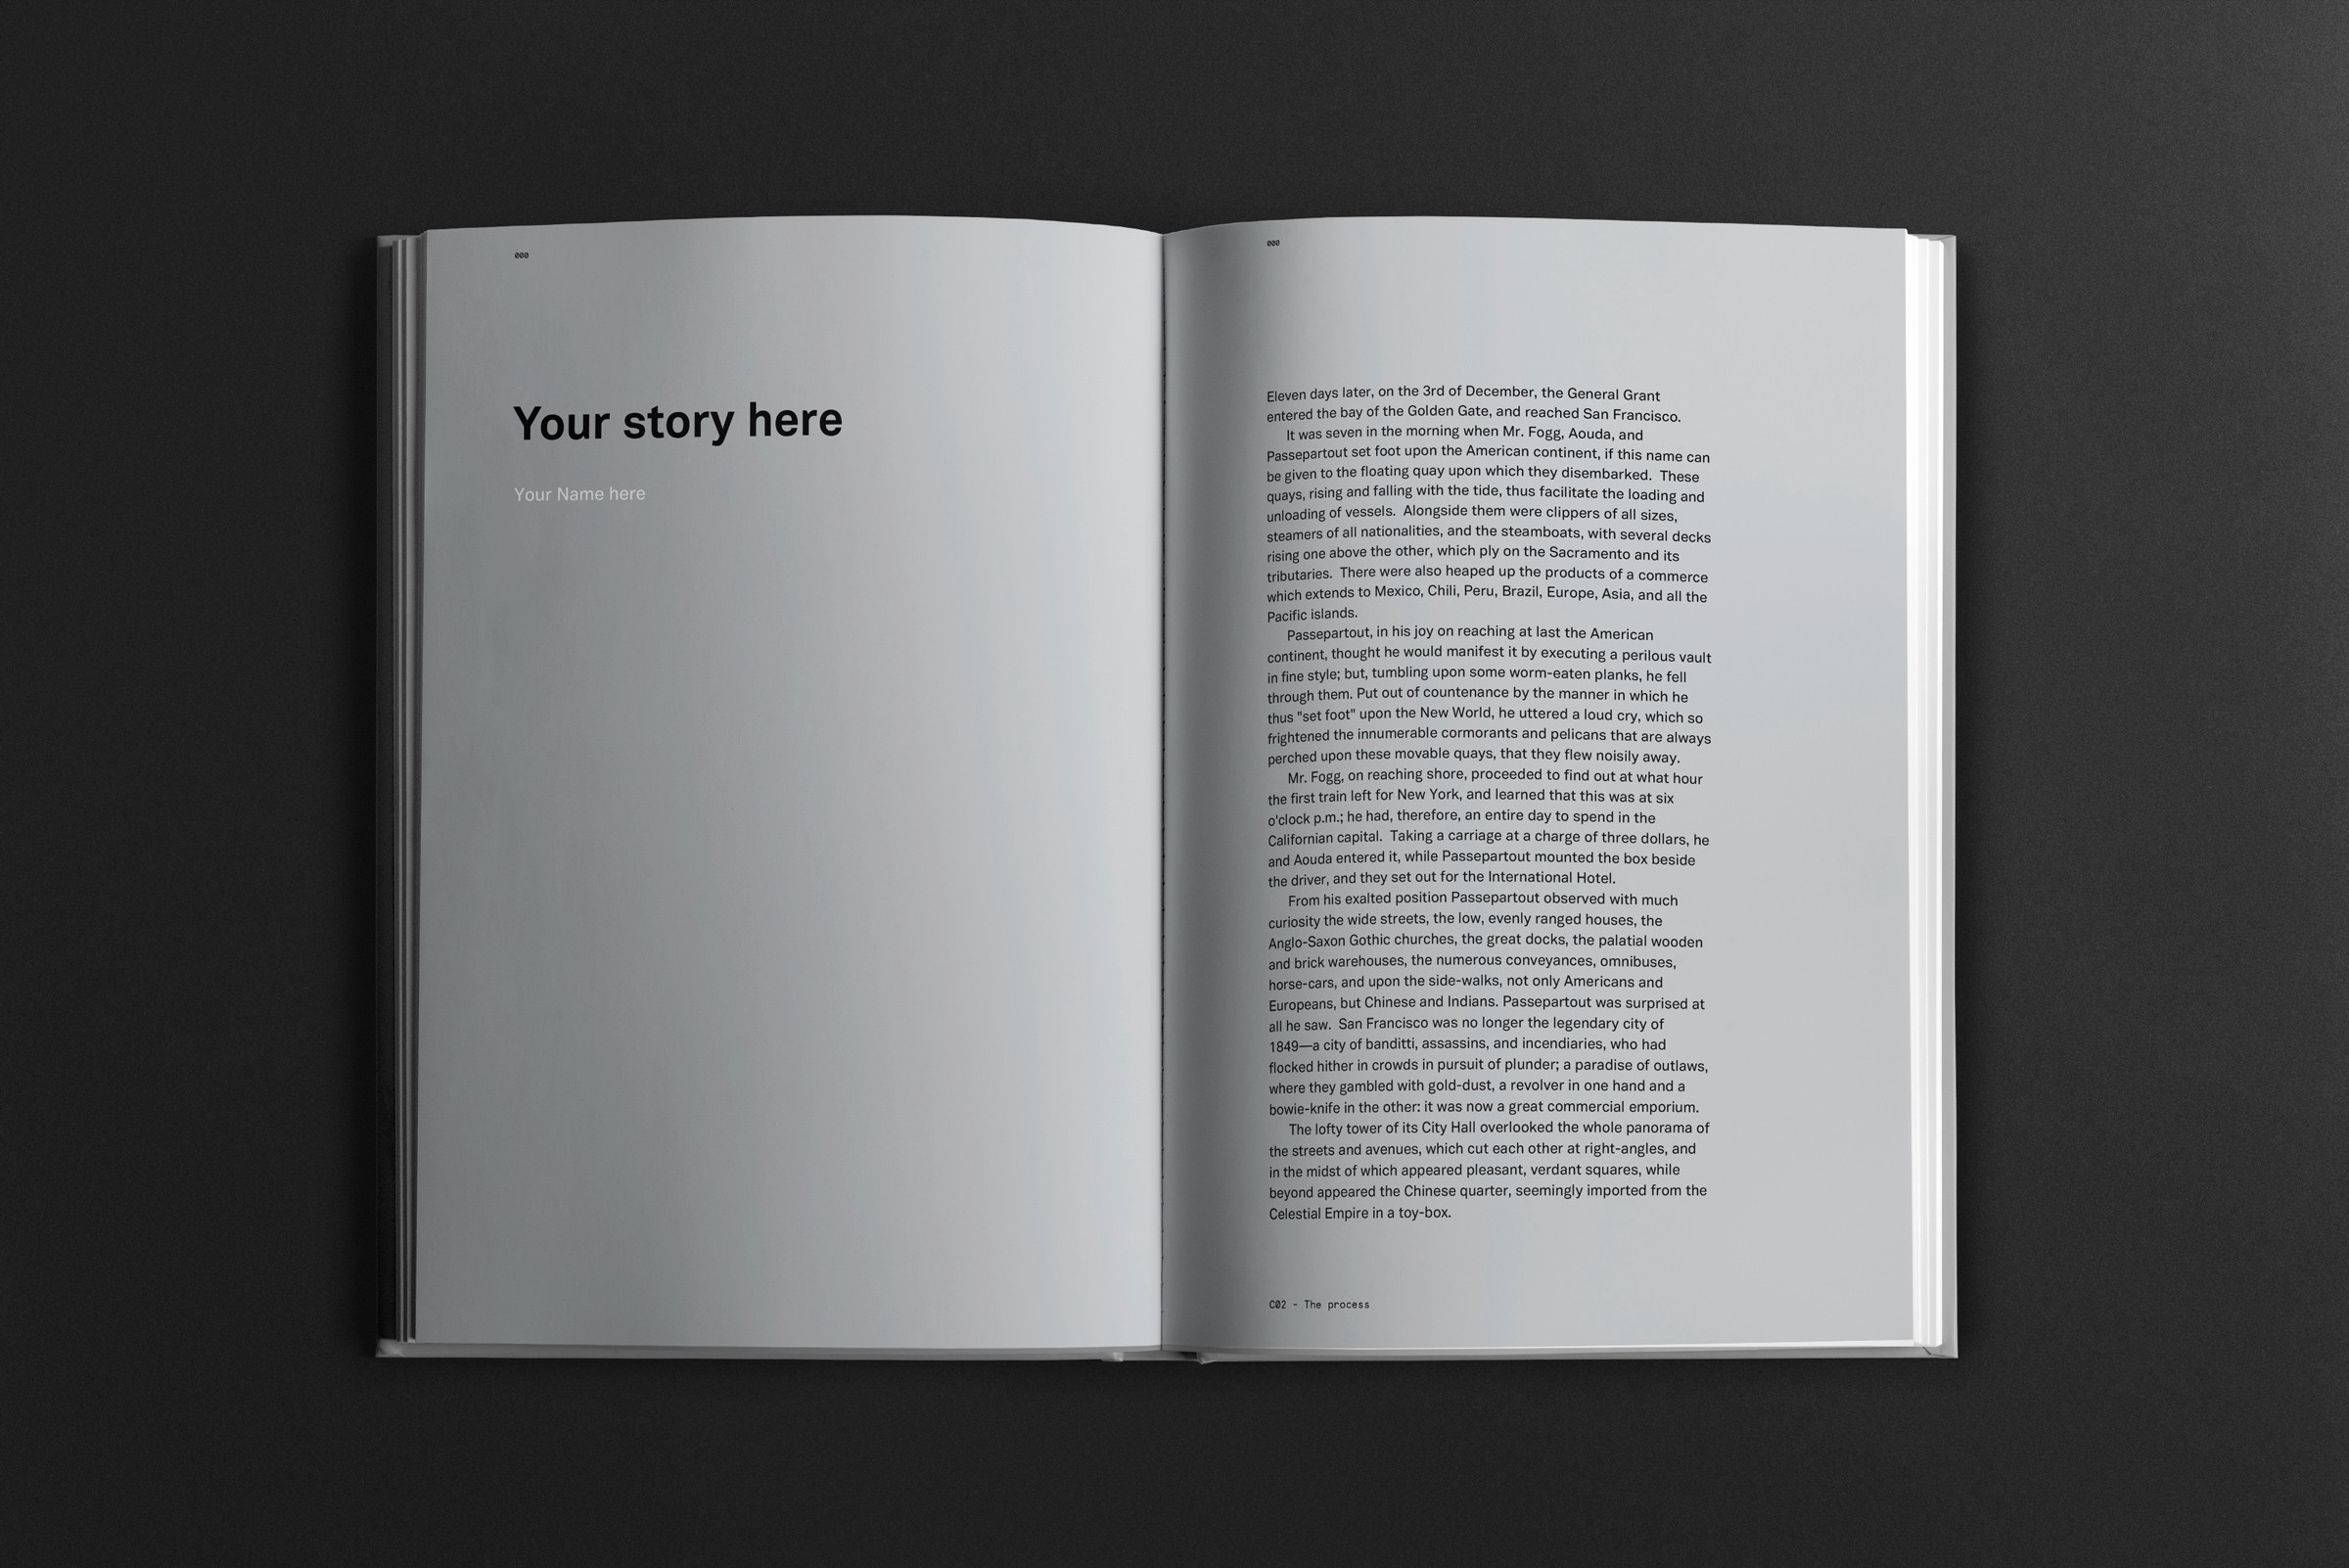 000
Your story here
Your Name here
000
Eleven days later, on the 3rd of December, the General Grant
entered the bay of the Golden Gate, and reached San Francisco.
It was seven in the morning when Mr. Fogg, Aouda, and
Passepartout set foot upon the American continent, if this name can
be given to the floating quay upon which they disembarked.  These
quays, rising and falling with the tide, thus facilitate the loading and
unloading of vessels.  Alongside them were clippers of all sizes,
steamers of all nationalities, and the steamboats, with several decks
rising one above the other, which ply on the Sacramento and its
tributaries.  There were also heaped up the products of a commerce
which extends to Mexico, Chili, Peru, Brazil, Europe, Asia, and all the
Pacific islands.
Passepartout, in his joy on reaching at last the American
continent, thought he would manifest it by executing a perilous vault
in fine style; but, tumbling upon some worm-eaten planks, he fell
through them. Put out of countenance by the manner in which he
thus "set foot" upon the New World, he uttered a loud cry, which so
frightened the innumerable cormorants and pelicans that are always
perched upon these movable quays, that they flew noisily away.
Mr. Fogg, on reaching shore, proceeded to find out at what hour
the first train left for New York, and learned that this was at six
o'clock p.m.; he had, therefore, an entire day to spend in the
Californian capital.  Taking a carriage at a charge of three dollars, he
and Aouda entered it, while Passepartout mounted the box beside
the driver, and they set out for the International Hotel.
From his exalted position Passepartout observed with much
curiosity the wide streets, the low, evenly ranged houses, the
Anglo-Saxon Gothic churches, the great docks, the palatial wooden
and brick warehouses, the numerous conveyances, omnibuses,
horse-cars, and upon the side-walks, not only Americans and
Europeans, but Chinese and Indians. Passepartout was surprised at
all he saw.  San Francisco was no longer the legendary city of
1849—a city of banditti, assassins, and incendiaries, who had
flocked hither in crowds in pursuit of plunder; a paradise of outlaws,
where they gambled with gold-dust, a revolver in one hand and a
bowie-knife in the other: it was now a great commercial emporium.
The lofty tower of its City Hall overlooked the whole panorama of
the streets and avenues, which cut each other at right-angles, and
in the midst of which appeared pleasant, verdant squares, while
beyond appeared the Chinese quarter, seemingly imported from the
Celestial Empire in a toy-box.
C02 - The process